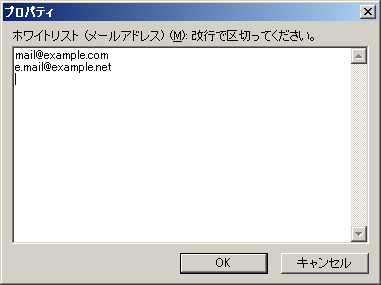 プロパティ
ホワイトリスト (メールアドレス) (M): 改行で区切ってください。
mail@example.com
e.mail@example.net
OK
キャンセル